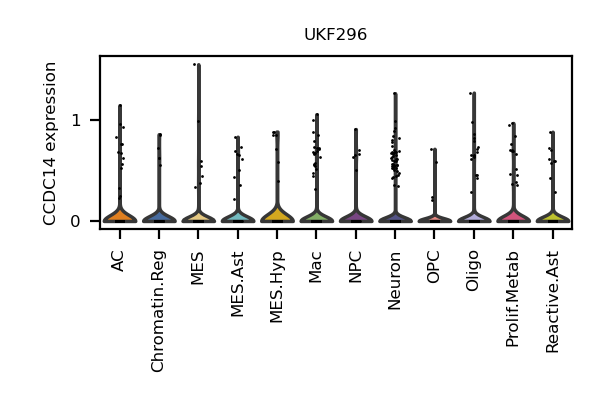 UKF296
CCDC14 expression
1
0
AC
Chromatin.Reg
MES
MES.Ast
MES.Hyp
Mac
NPC
Neuron
OPC
Oligo
Prolif.Metab
Reactive.Ast